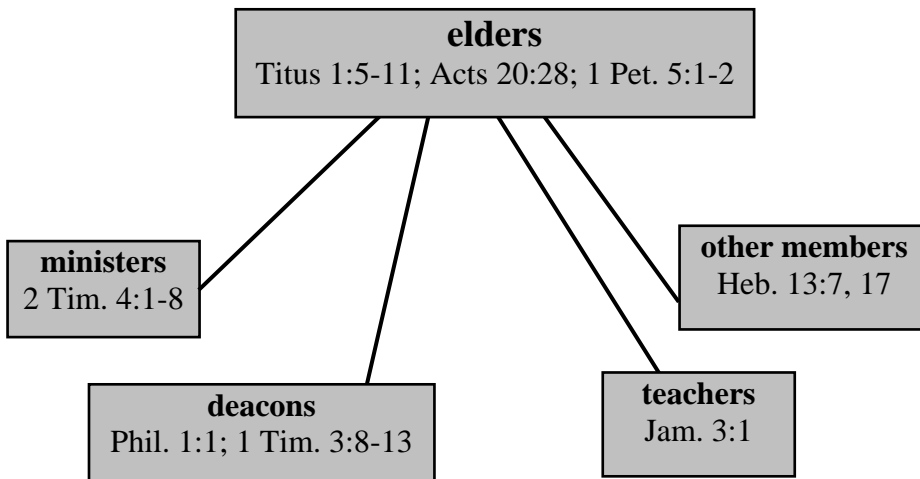 elders
Titus 1:5-11; Acts 20:28; 1 Pet. 5:1-2
ministers
2 Tim. 4:1-8
other members
Heb. 13:7, 17
deacons
Phil. 1:1; 1 Tim. 3:8-13
teachers
Jam. 3:1